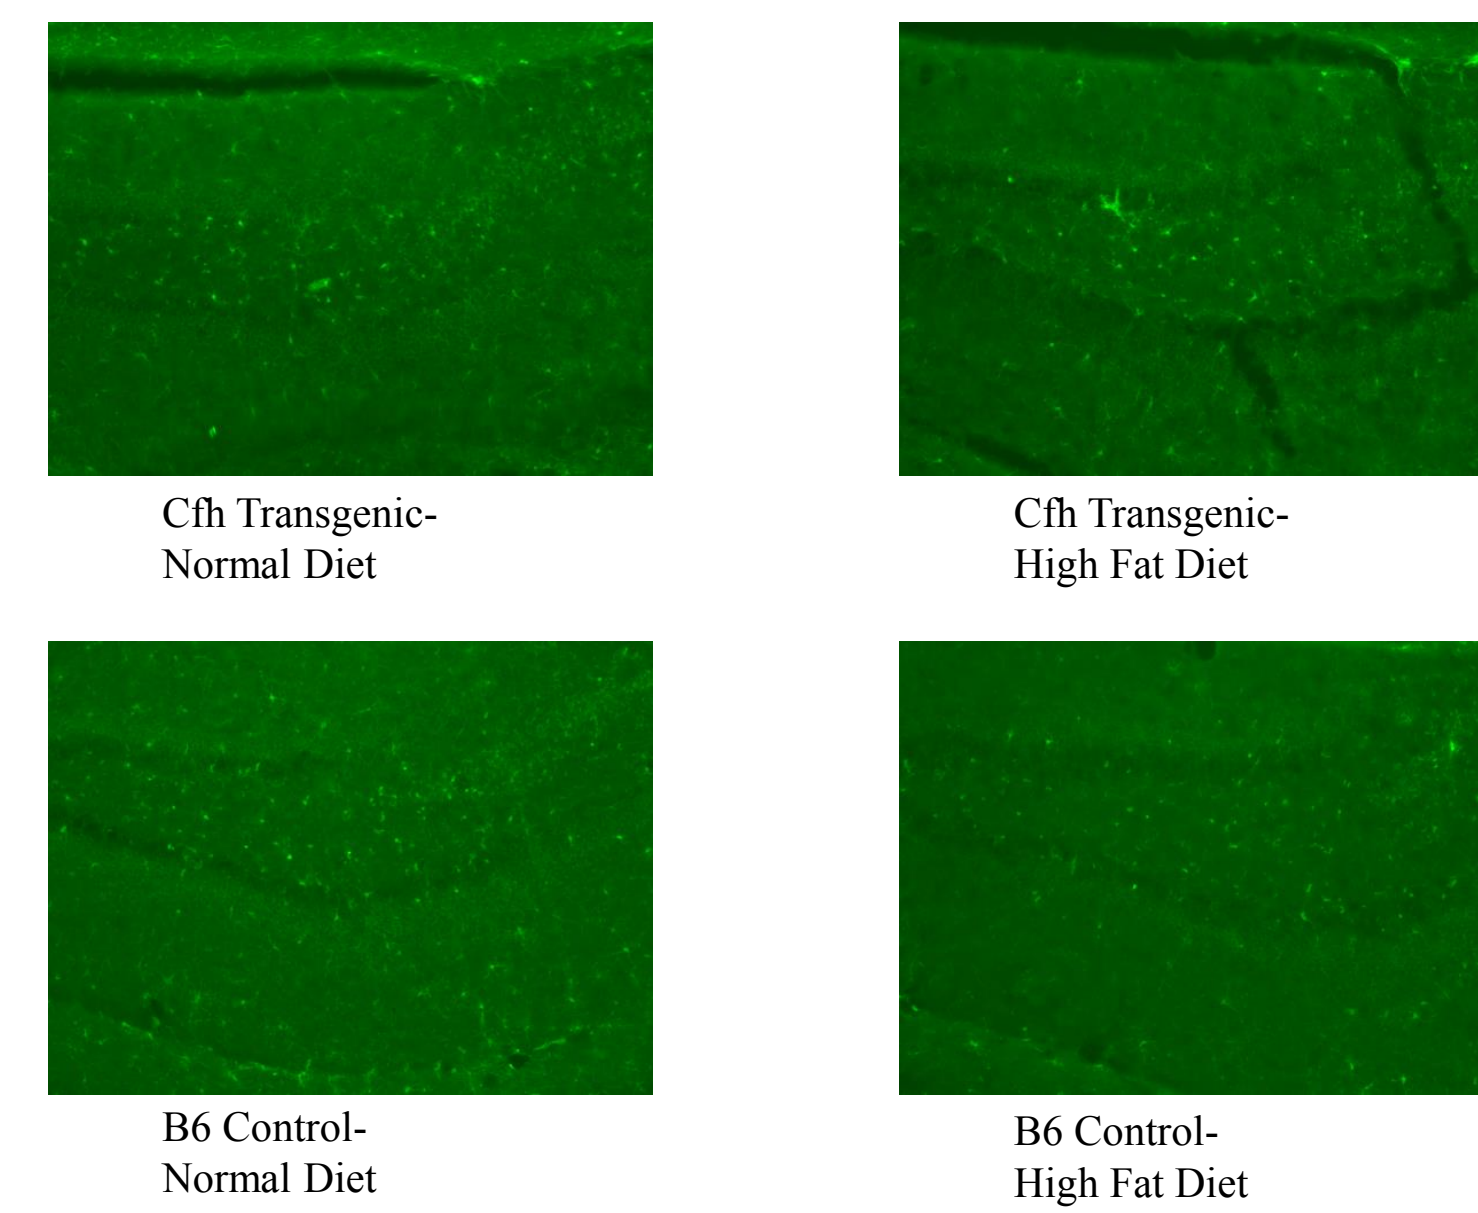 Cfh Transgenic-
Normal Diet
Cfh Transgenic-
High Fat Diet
B6 Control-
Normal Diet
B6 Control-
High Fat Diet